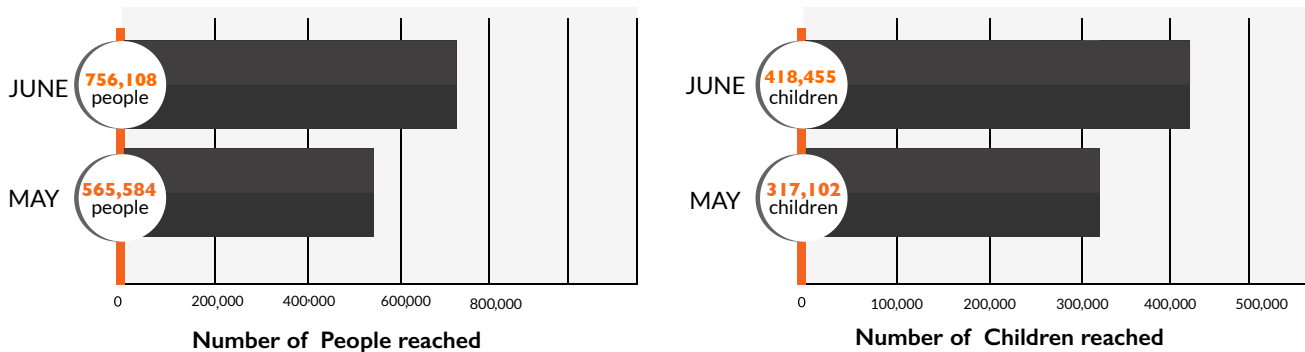 JUNE
756,108
people
MAY
565,584
people
0 200,000 400,000 600,000 800,000
Number of People reached
JUNE
418,455
children
MAY
317,102
children
0 100,000 200,000 300,000 400,000 500,000
Number of Children reached